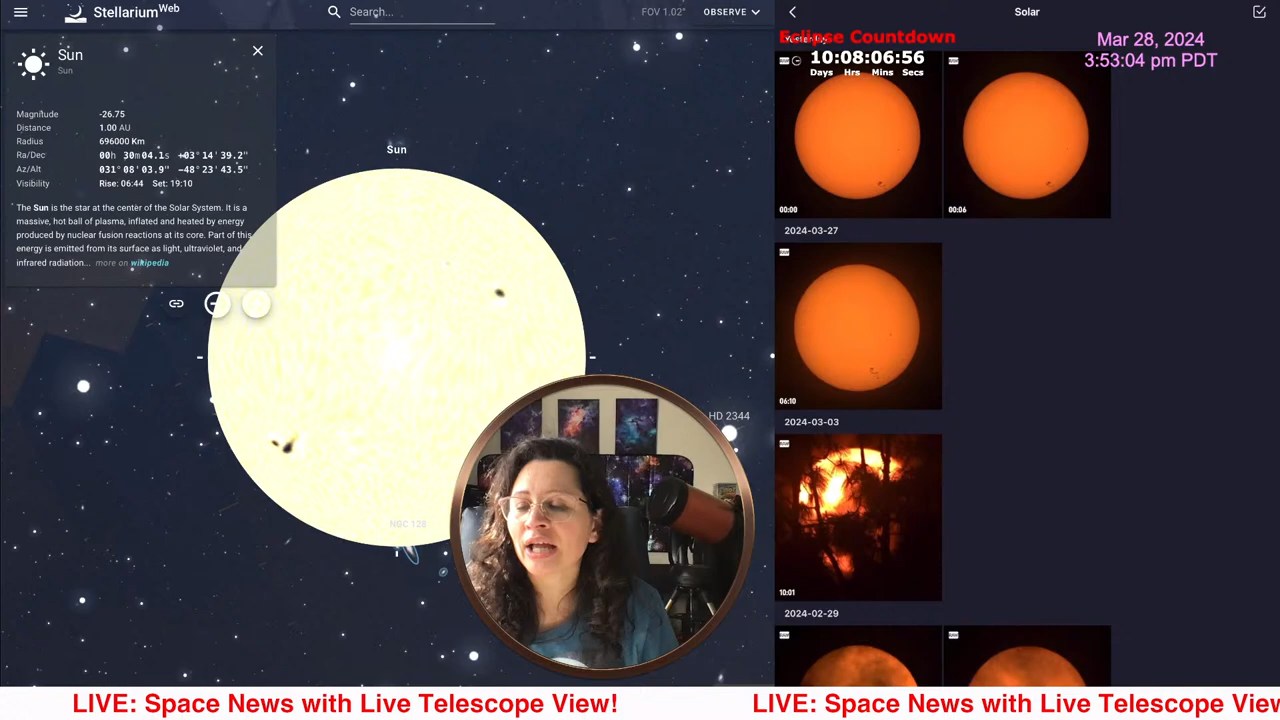 StellariumWeb
Search...
FOV 1.02°
OBSERVE
Sun
Sun
Magnitude -26.75
Distance 1.00 AU
Radius 696000 Km
Ra/Dec 00h 30m 04.1s +03° 14' 39.2"
Az/Alt 031° 08' 03.9" -48° 23' 43.5"
Visibility Rise: 06:44 Set: 19:10
The Sun is the star at the center of the Solar System. It is a
massive, hot ball of plasma, inflated and heated by energy
produced by nuclear fusion reactions at its core. Part of this
energy is emitted from its surface as light, ultraviolet, and
infrared radiation... more on wikipedia
Sun
HD 2344
NGC 128
Solar
Eclipse Countdown
10:08:06:56
Days Hrs Mins Secs
Mar 28, 2024
3:53:04 pm PDT
00:00
00:06
2024-03-27
06:10
2024-03-03
10:01
2024-02-29
LIVE: Space News with Live Telescope View!
LIVE: Space News with Live Telescope View